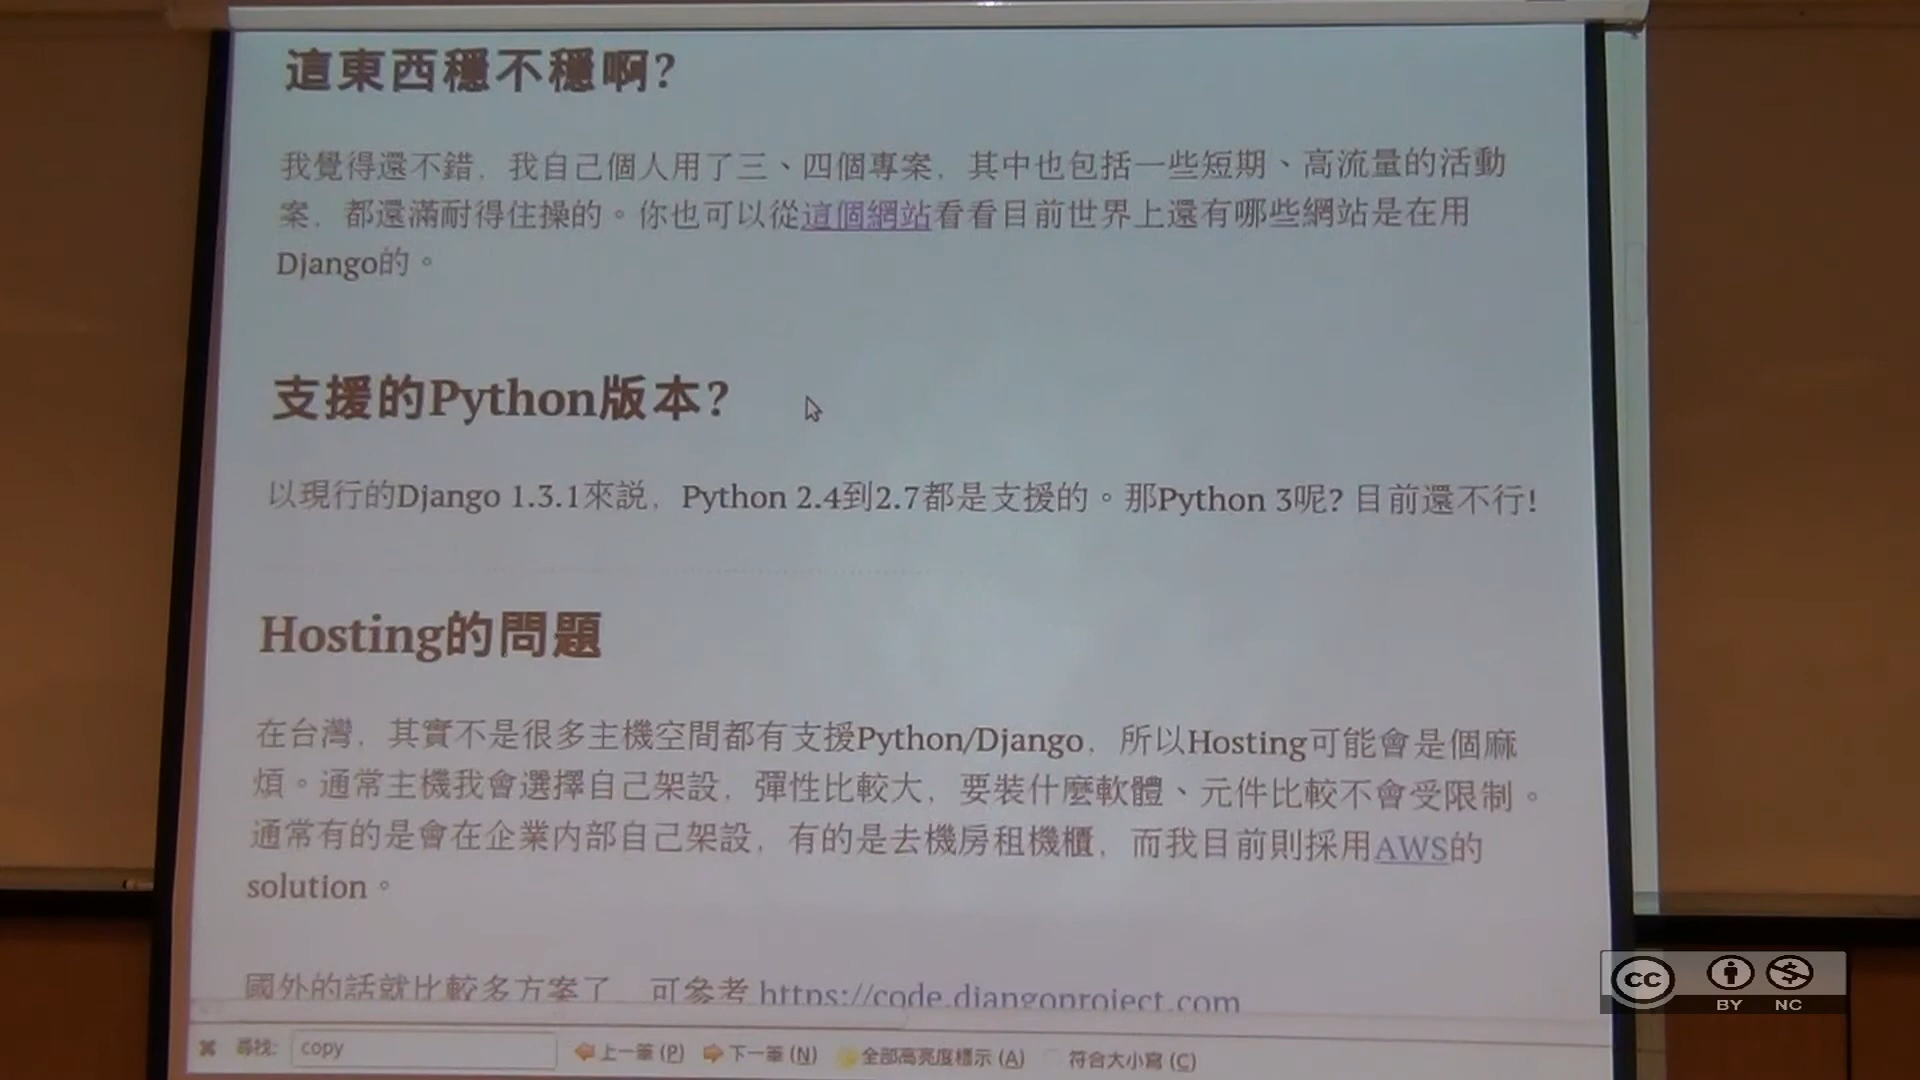 這東西穩不穩啊?
我覺得還不錯，我自己個人用了三、四個專案，其中也包括一些短期、高流量的活動
案，都還滿耐得住操的。你也可以從這個網站看看目前世界上還有哪些網站是在用
Django的。
支援的Python版本?
以現行的Django 1.3.1來說，Python 2.4到2.7都是支援的。那Python 3呢? 目前還不行!
Hosting的問題
在台灣，其實不是很多主機空間都有支援Python/Django，所以Hosting可能會是個麻
煩。通常主機我會選擇自己架設，彈性比較大，要裝什麼軟體、元件比較不會受限制。
通常有的是會在企業內部自己架設，有的是去機房租機櫃，而我目前則採用AWS的
solution。
國外的話就比較多方案了，可參考 https://code.djangoproject.com
尋找: copy 上一筆 (P) 下一筆 (N) 全部高亮度標示 (A) 符合大小寫 (C)
CC BY NC